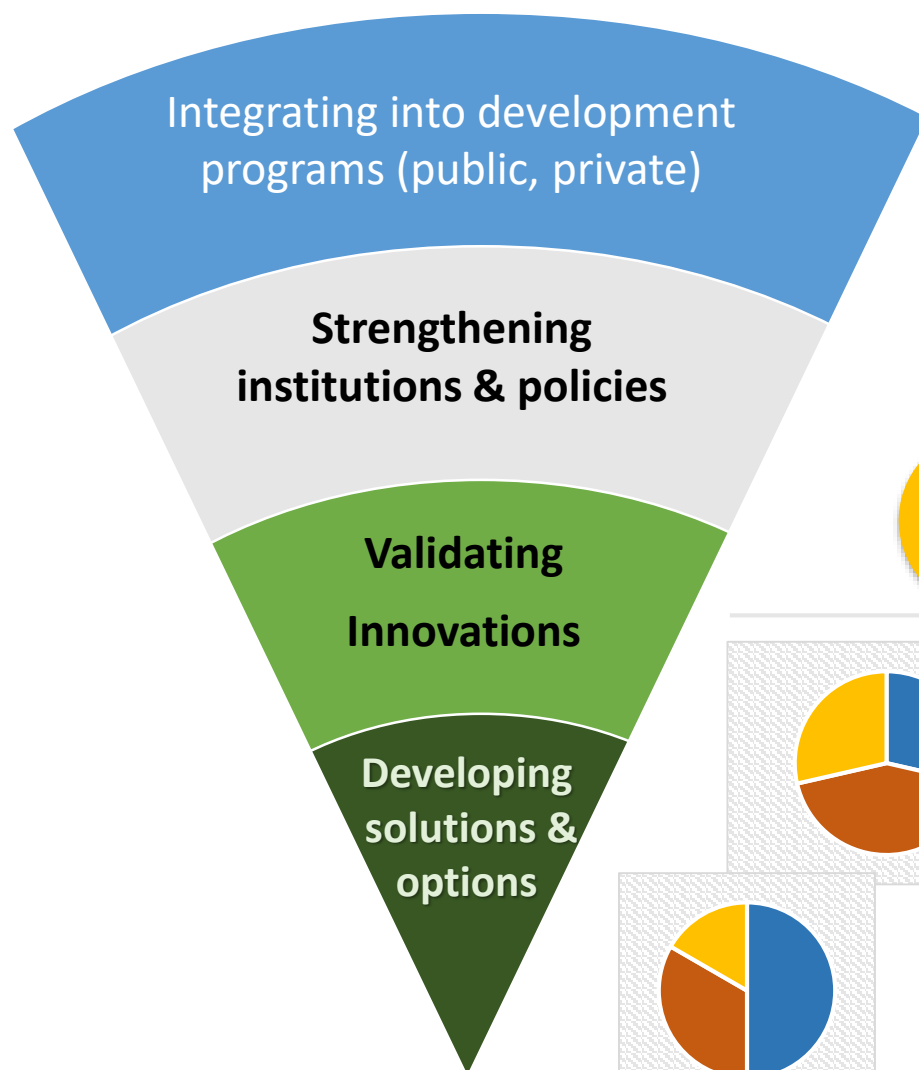 Integrating into development
programs (public, private)
Strengthening
institutions & policies
Validating
Innovations
Developing
solutions &
options